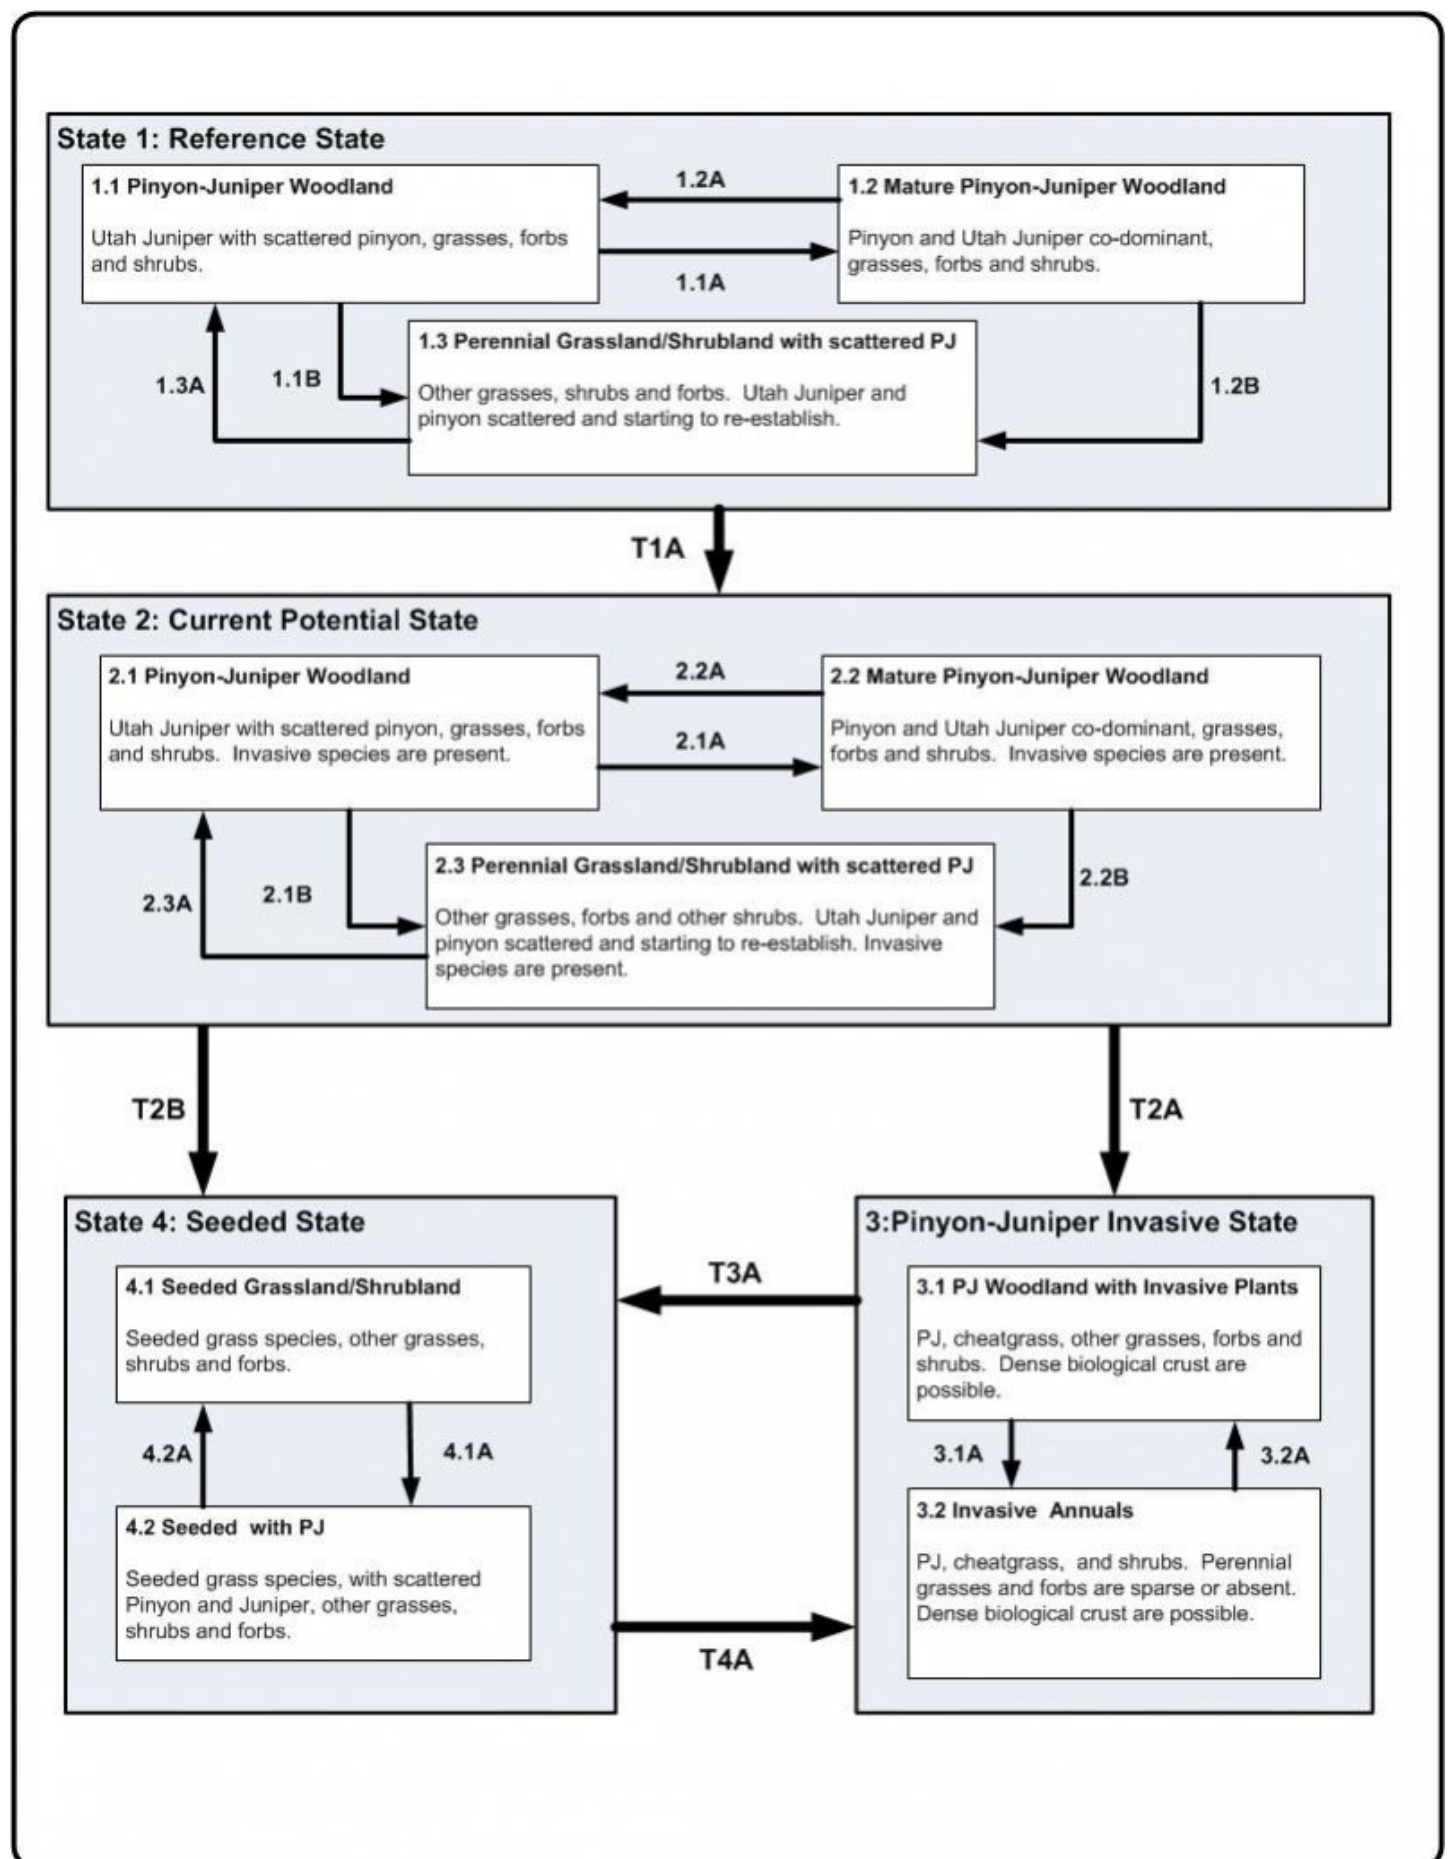 State 1: Reference State
1.1 Pinyon-Juniper Woodland
Utah Juniper with scattered pinyon, grasses, forbs
and shrubs.
1.2A
1.1A
1.2 Mature Pinyon-Juniper Woodland
Pinyon and Utah Juniper co-dominant,
grasses, forbs and shrubs.
1.3A
1.1B
1.3 Perennial Grassland/Shrubland with scattered PJ
Other grasses, shrubs and forbs.  Utah Juniper and
pinyon scattered and starting to re-establish.
1.2B
T1A
State 2: Current Potential State
2.1 Pinyon-Juniper Woodland
Utah Juniper with scattered pinyon, grasses, forbs
and shrubs.  Invasive species are present.
2.2A
2.1A
2.2 Mature Pinyon-Juniper Woodland
Pinyon and Utah Juniper co-dominant, grasses,
forbs and shrubs.  Invasive species are present.
2.3A
2.1B
2.3 Perennial Grassland/Shrubland with scattered PJ
Other grasses, forbs and other shrubs.  Utah Juniper and
pinyon scattered and starting to re-establish. Invasive
species are present.
2.2B
T2B
T2A
State 4: Seeded State
4.1 Seeded Grassland/Shrubland
Seeded grass species, other grasses,
shrubs and forbs.
4.2A
4.1A
4.2 Seeded  with PJ
Seeded grass species, with scattered
Pinyon and Juniper, other grasses,
shrubs and forbs.
T3A
T4A
3:Pinyon-Juniper Invasive State
3.1 PJ Woodland with Invasive Plants
PJ, cheatgrass, other grasses, forbs and
shrubs.  Dense biological crust are
possible.
3.1A
3.2A
3.2 Invasive  Annuals
PJ, cheatgrass,  and shrubs.  Perennial
grasses and forbs are sparse or absent.
Dense biological crust are possible.